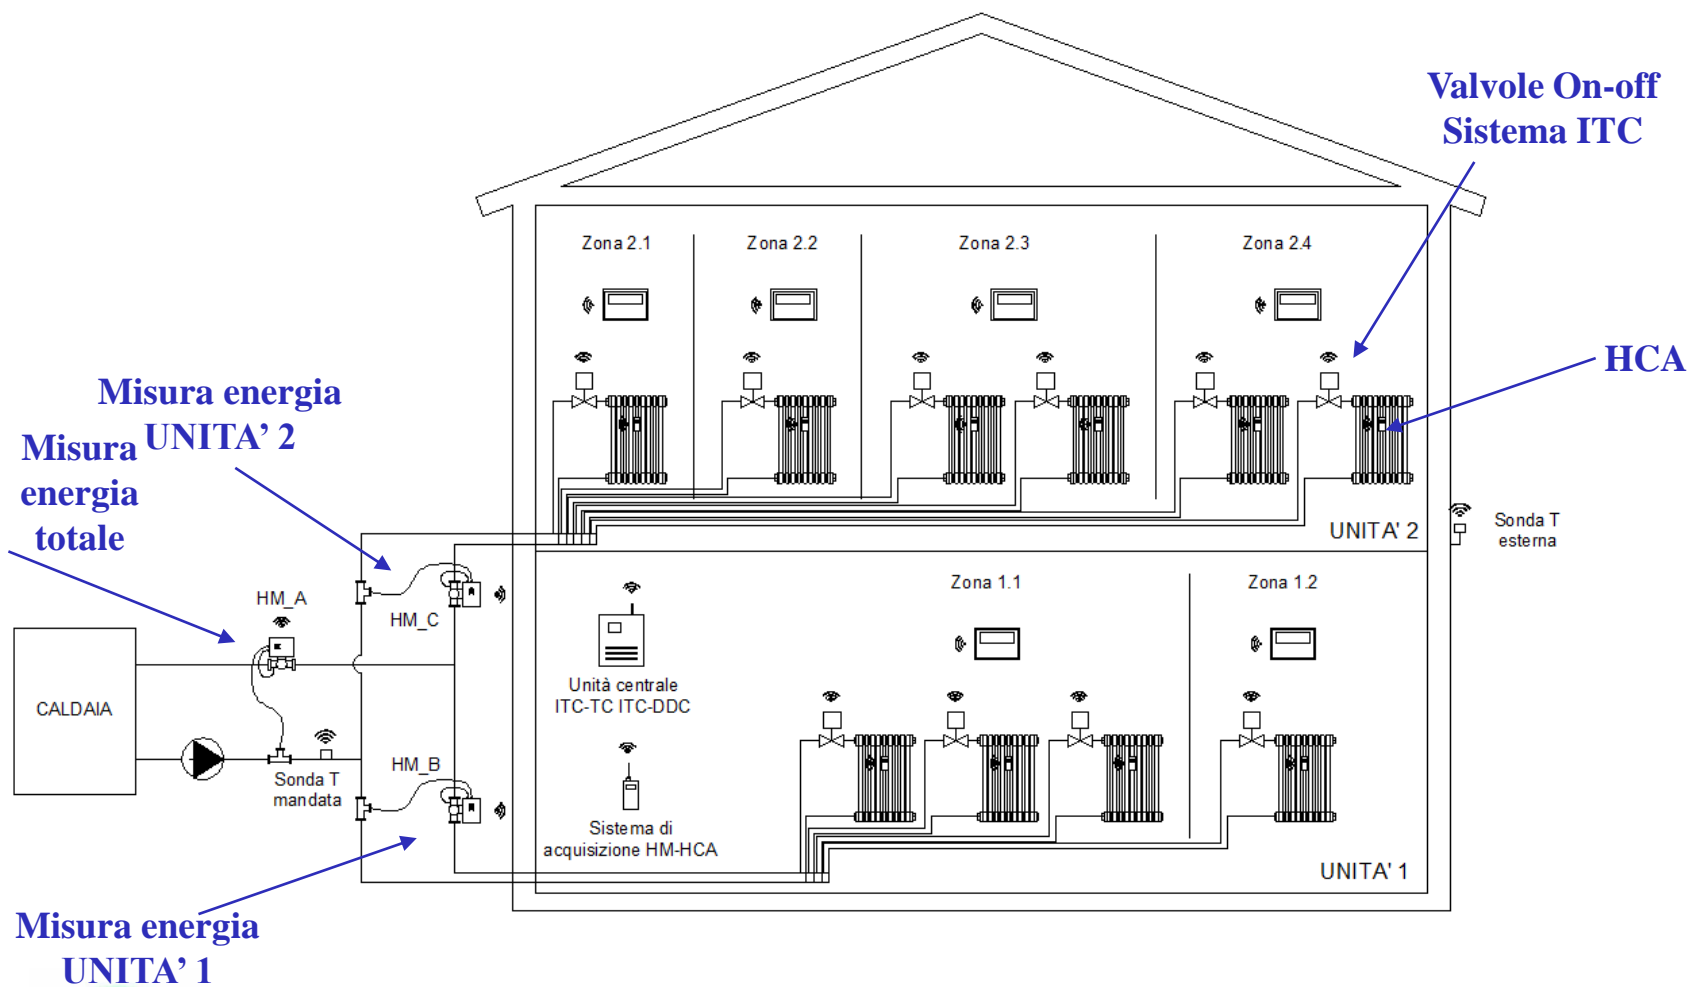 Valvole On-off
Sistema ITC
Zona 2.1
Zona 2.2
Zona 2.3
Zona 2.4
HCA
Misura energia
UNITA’ 2
Misura
energia
totale
UNITA' 2
Sonda T
esterna
HM_A
HM_C
Zona 1.1
Zona 1.2
CALDAIA
Unità centrale
ITC-TC ITC-DDC
Sonda T
mandata
HM_B
Sistema di
acquisizione HM-HCA
UNITA' 1
Misura energia
UNITA’ 1